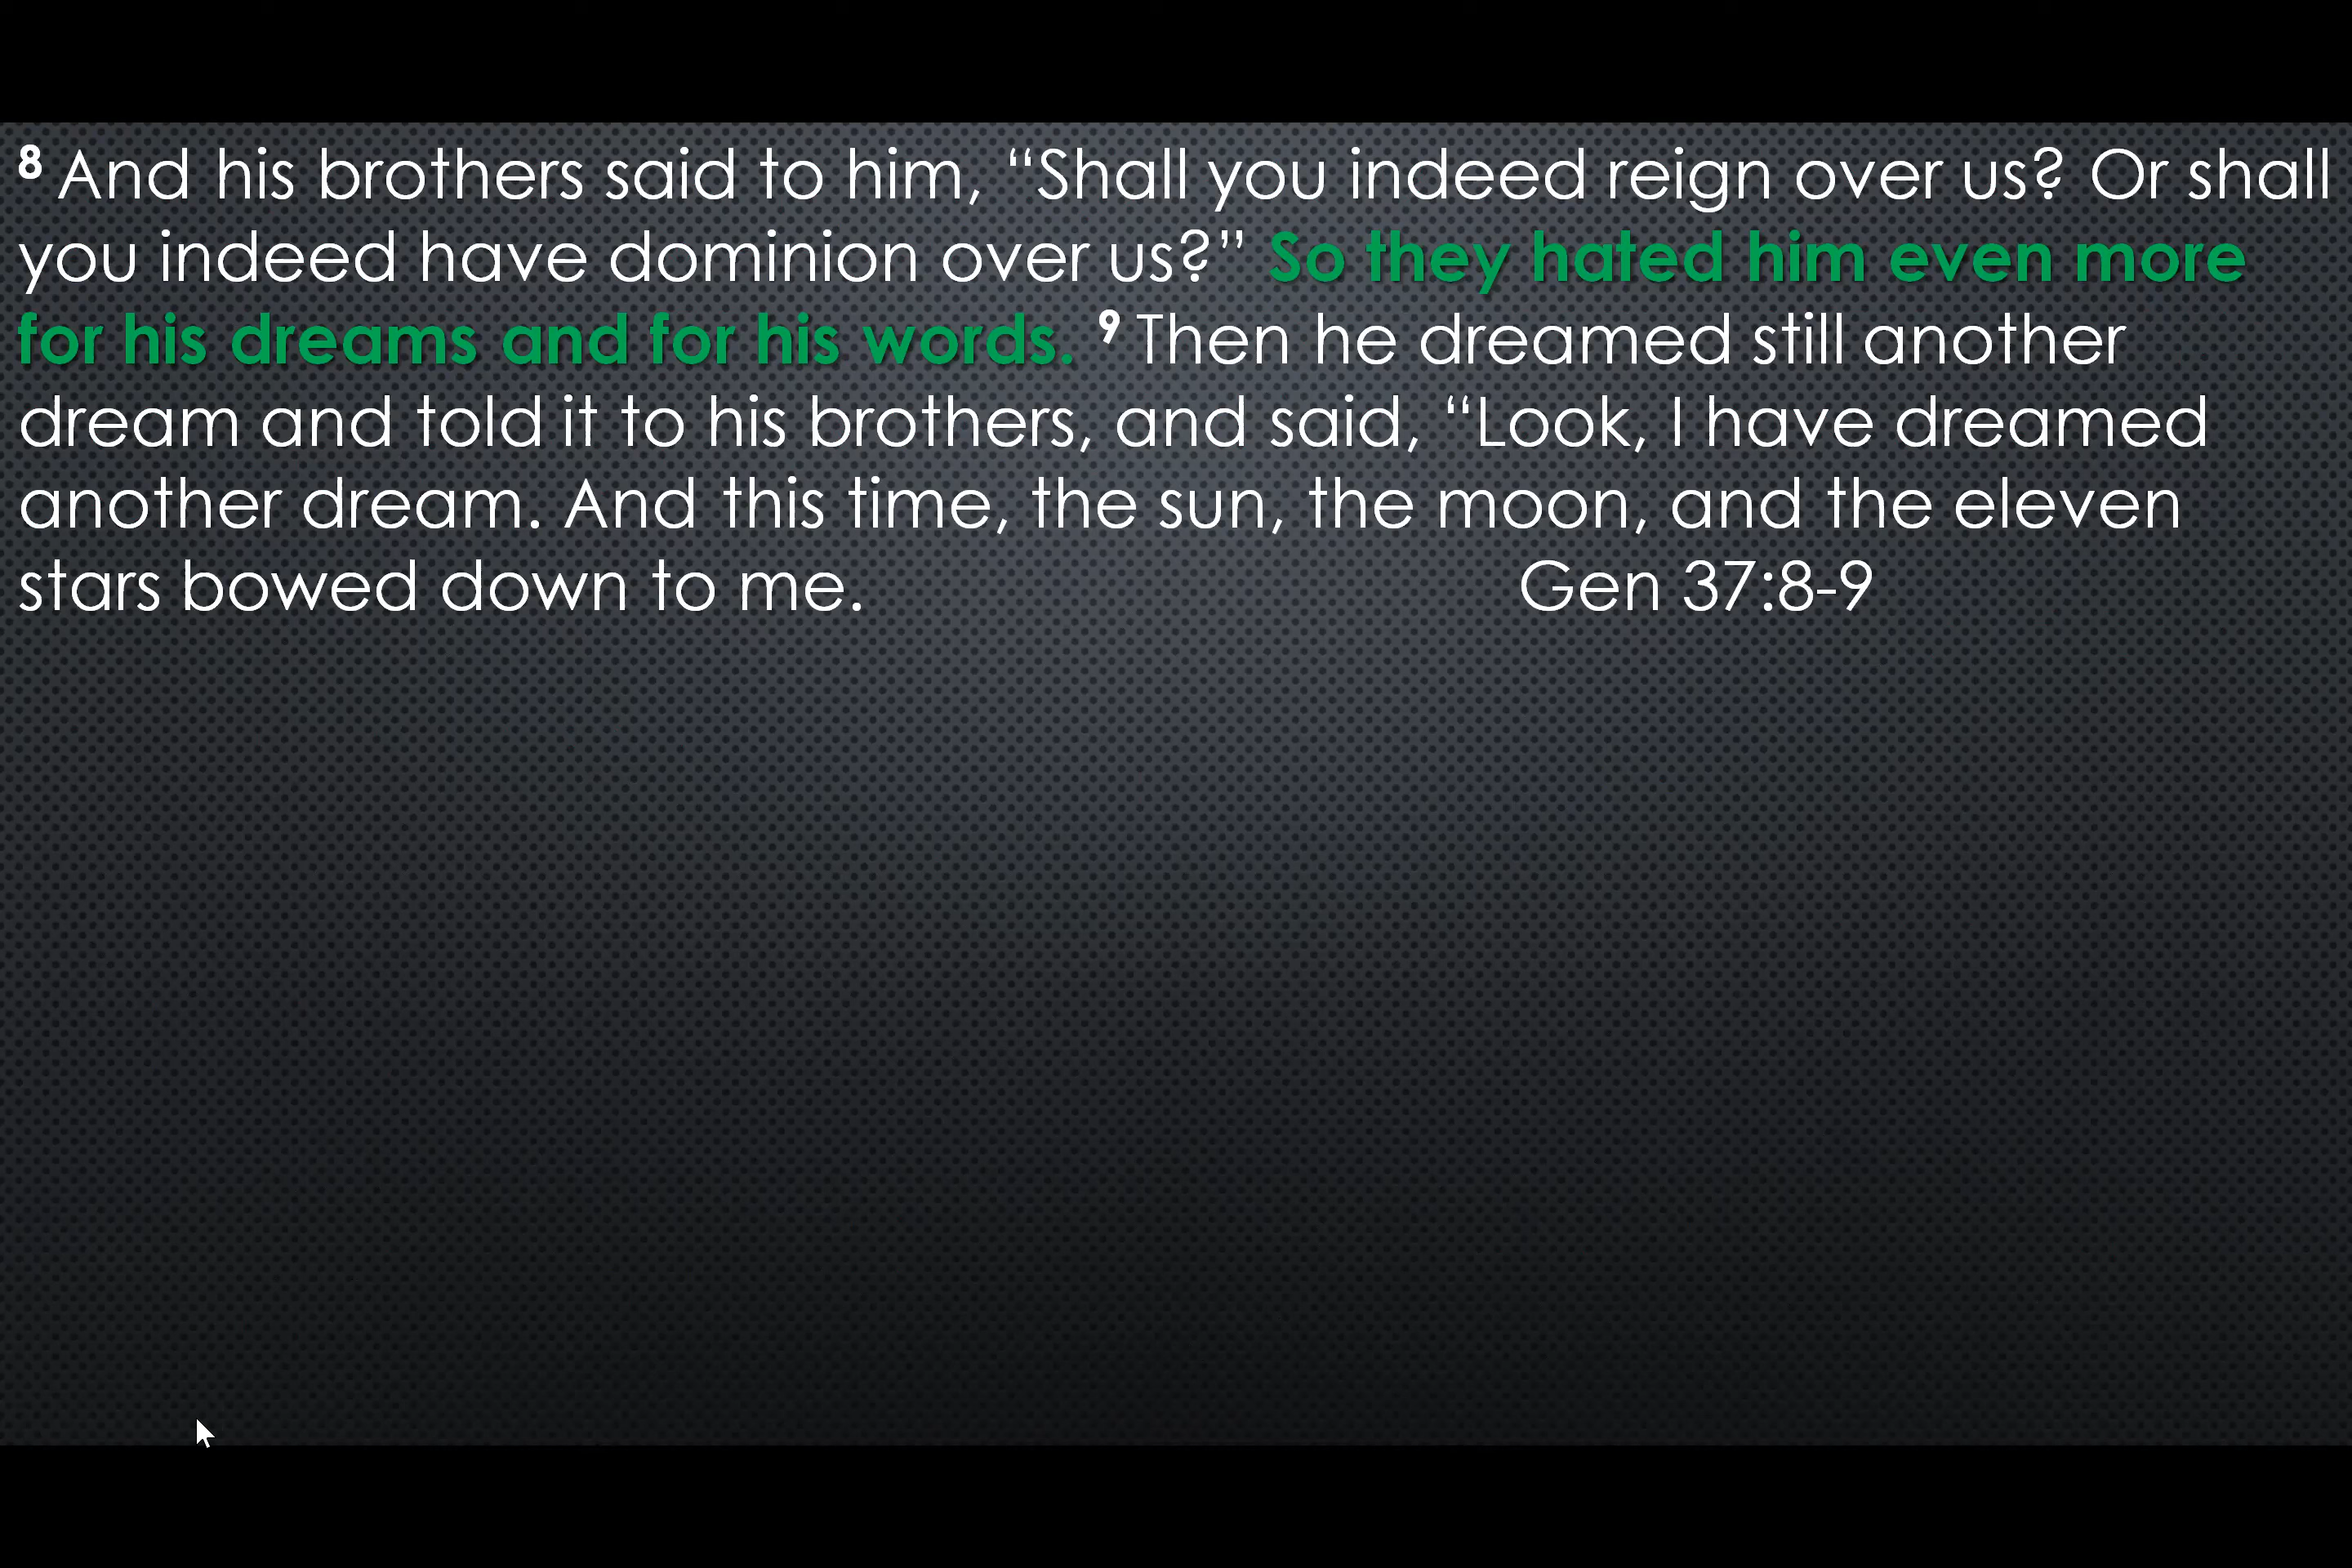 8 And his brothers said to him, “Shall you indeed reign over us? Or shall
you indeed have dominion over us?” So they hated him even more
for his dreams and for his words. 9 Then he dreamed still another
dream and told it to his brothers, and said, “Look, I have dreamed
another dream. And this time, the sun, the moon, and the eleven
stars bowed down to me. Gen 37:8-9